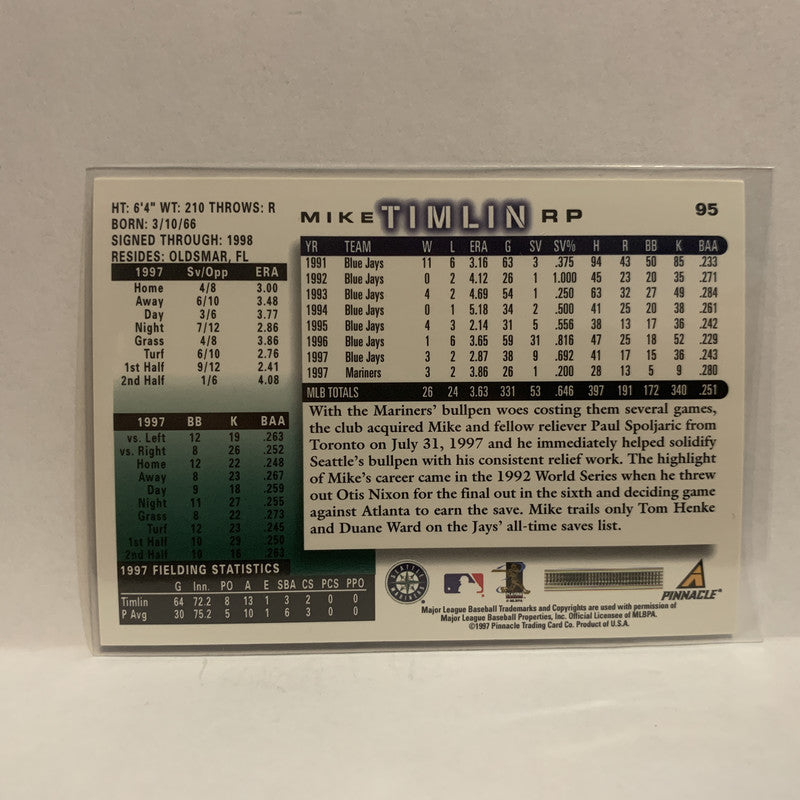 HT: 6'4" WT: 210 THROWS: R
BORN: 3/10/66
SIGNED THROUGH: 1998
RESIDES: OLDSMAR, FL
MIKE TIMLIN RP
95
1997 Sv/Opp ERA
Home 4/8 3.00
Away 6/10 3.48
Day 3/6 3.77
Night 7/12 2.86
Grass 4/8 3.86
Turf 6/10 2.76
1st Half 9/12 2.41
2nd Half 1/6 4.08
1997 BB K BAA
vs. Left 12 19 .263
vs. Right 8 26 .252
Home 12 22 .248
Away 8 23 .267
Day 9 18 .259
Night 11 27 .255
Grass 8 22 .273
Turf 12 23 .245
1st Half 10 29 .250
2nd Half 10 16 .263
1997 FIELDING STATISTICS
G Inn. PO A E SBA CS PCS PPO
Timlin 64 72.2 8 13 1 3 2 0 0
P Avg 30 75.2 5 10 1 6 3 0 0
YR TEAM W L ERA G SV SV% H R BB K BAA
1991 Blue Jays 11 6 3.16 63 3 .375 94 43 50 85 .233
1992 Blue Jays 0 2 4.12 26 1 1.000 45 23 20 35 .271
1993 Blue Jays 4 2 4.69 54 1 .250 63 32 27 49 .284
1994 Blue Jays 0 1 5.18 34 2 .500 41 25 20 38 .261
1995 Blue Jays 4 3 2.14 31 5 .556 38 13 17 36 .242
1996 Blue Jays 1 6 3.65 59 31 .816 47 25 18 52 .229
1997 Blue Jays 3 2 2.87 38 9 .692 41 17 15 36 .243
1997 Mariners 3 2 3.86 26 1 .200 28 13 5 9 .280
MLB TOTALS 26 24 3.63 331 53 .646 397 191 172 340 .251
With the Mariners' bullpen woes costing them several games,
the club acquired Mike and fellow reliever Paul Spoljaric from
Toronto on July 31, 1997 and he immediately helped solidify
Seattle's bullpen with his consistent relief work. The highlight
of Mike's career came in the 1992 World Series when he threw
out Otis Nixon for the final out in the sixth and deciding game
against Atlanta to earn the save. Mike trails only Tom Henke
and Duane Ward on the Jays' all-time saves list.
PINNACLE
Major League Baseball Trademarks and Copyrights are used with permission of
Major League Baseball Properties, Inc. Official Licensee of MLBPA.
©1997 Pinnacle Trading Card Co. Product of U.S.A.